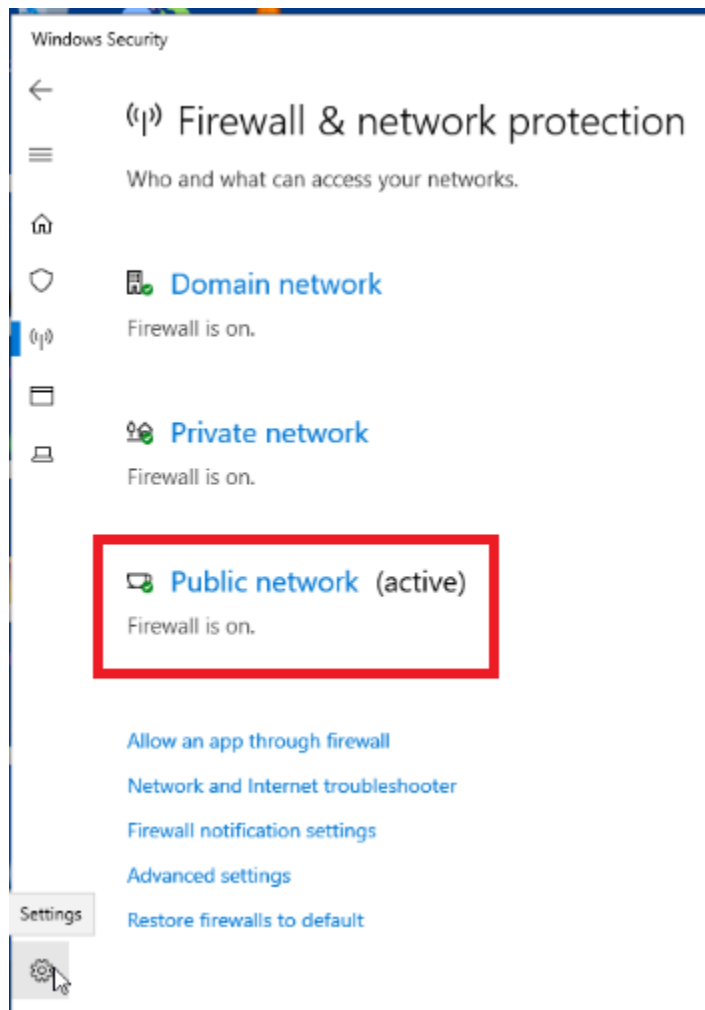 Windows Security
Firewall & network protection
Who and what can access your networks.
Domain network
Firewall is on.
Private network
Firewall is on.
Public network (active)
Firewall is on.
Allow an app through firewall
Network and Internet troubleshooter
Firewall notification settings
Advanced settings
Restore firewalls to default
Settings